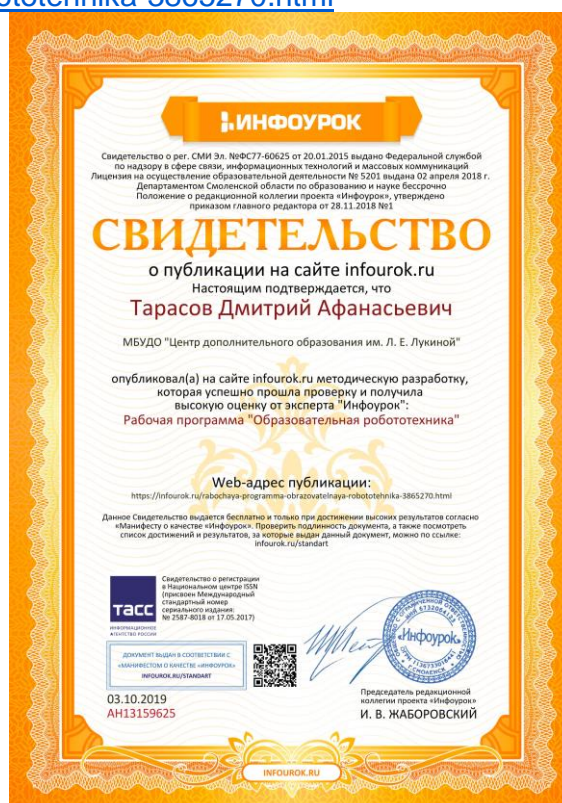 ototehnika-3865270.html
ИНФОУРОК
Свидетельство о рег. СМИ Эл. №ФС77-60625 от 20.01.2015 выдано Федеральной службой
по надзору в сфере связи, информационных технологий и массовых коммуникаций
Лицензия на осуществление образовательной деятельности № 5201 выдана 02 апреля 2018 г.
Департаментом Смоленской области по образованию и науке бессрочно
Положение о редакционной коллегии проекта «Инфоурок», утверждено
приказом главного редактора от 28.11.2018 №1
СВИДЕТЕЛЬСТВО
о публикации на сайте infourok.ru
Настоящим подтверждается, что
Тарасов Дмитрий Афанасьевич
МБУДО "Центр дополнительного образования им. Л. Е. Лукиной"
опубликовал(а) на сайте infourok.ru методическую разработку,
которая успешно прошла проверку и получила
высокую оценку от эксперта "Инфоурок":
Рабочая программа "Образовательная робототехника"
Web-адрес публикации:
https://infourok.ru/rabochaya-programma-obrazovatelnaya-robototehnika-3865270.html
Данное Свидетельство выдается бесплатно и только при достижении высоких результатов согласно
«Манифесту о качестве «Инфоурок». Проверить подлинность документа, а также посмотреть
список достижений и результатов, за которые выдан данный документ, можно по ссылке:
infourok.ru/standart
Свидетельство о регистрации
в Национальном центре ISSN
(присвоен Международный
стандартный номер
сериального издания:
№ 2587-8018 от 17.05.2017)
ТАСС
ИНФОРМАЦИОННОЕ
АГЕНТСТВО РОССИИ
ДОКУМЕНТ ВЫДАН В СООТВЕТСТВИИ С
«МАНИФЕСТОМ О КАЧЕСТВЕ «ИНФОУРОК»
INFOUROK.RU/STANDART
«Инфоурок»
03.10.2019
АН13159625
Председатель редакционной
коллегии проекта «Инфоурок»
И. В. ЖАБОРОВСКИЙ
INFOUROK.RU